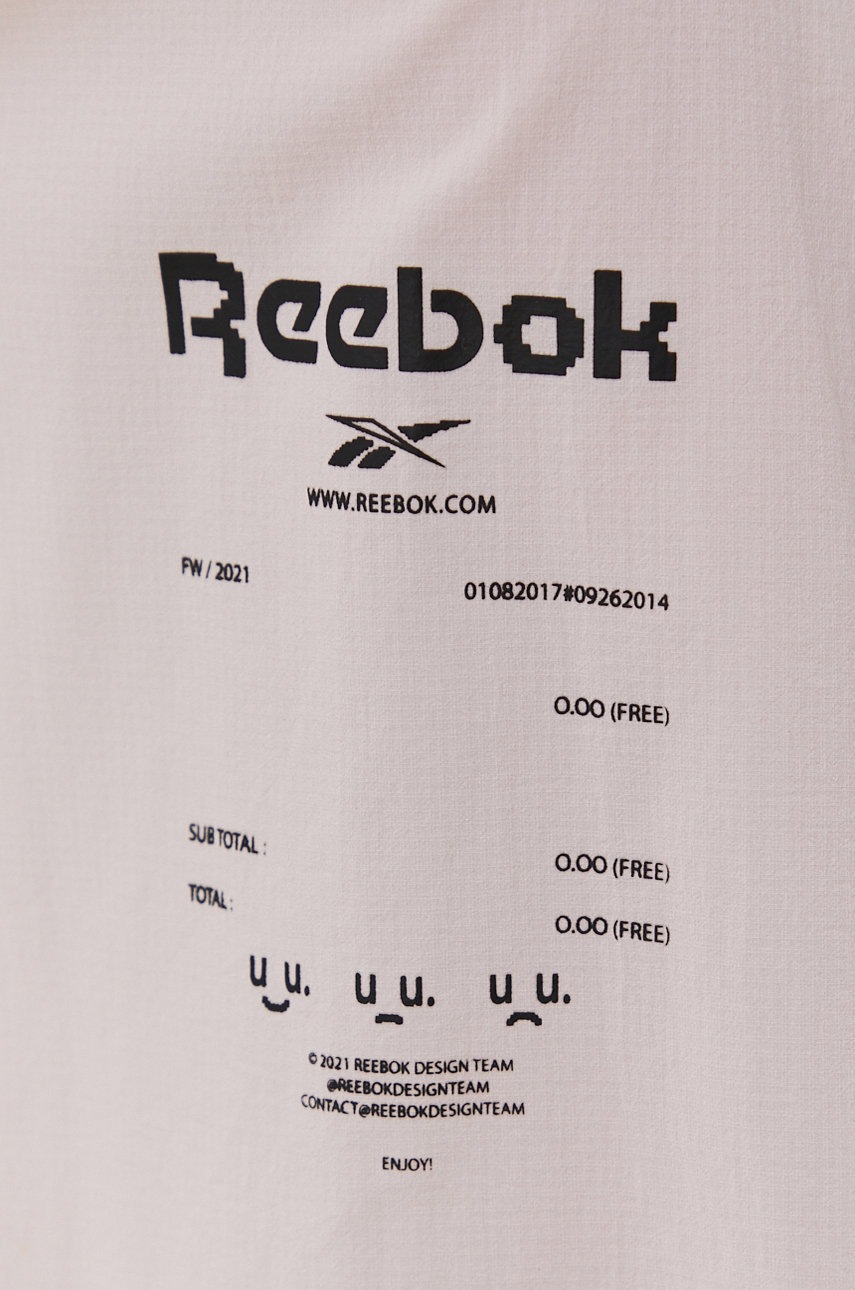 Reebok
WWW.REEBOK.COM
FW / 2021 01082017#09262014
0.00 (FREE)
SUB TOTAL : 0.00 (FREE)
TOTAL : 0.00 (FREE)
u u. u u. u u.
© 2021 REEBOK DESIGN TEAM
@REEBOKDESIGNTEAM
CONTACT@REEBOKDESIGNTEAM
ENJOY!